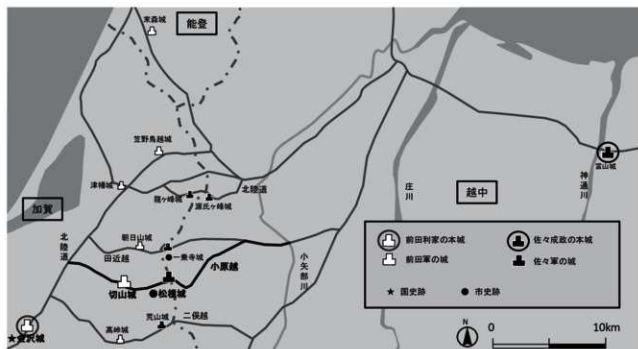 末森城
能登
笠野鳥越城
津幡城
龍ヶ峰城
源氏ヶ峰城
北陸道
加賀
北陸道
朝日山城
田近越
一乗寺城
小原越
切山城
●松根城
荒山城
二俣越
高峠城
★金沢城
小矢部川
庄川
越中
神通川
富山城
前田利家の本城
佐々成政の本城
前田軍の城
佐々軍の城
★ 国史跡
● 市史跡
N
0
10km